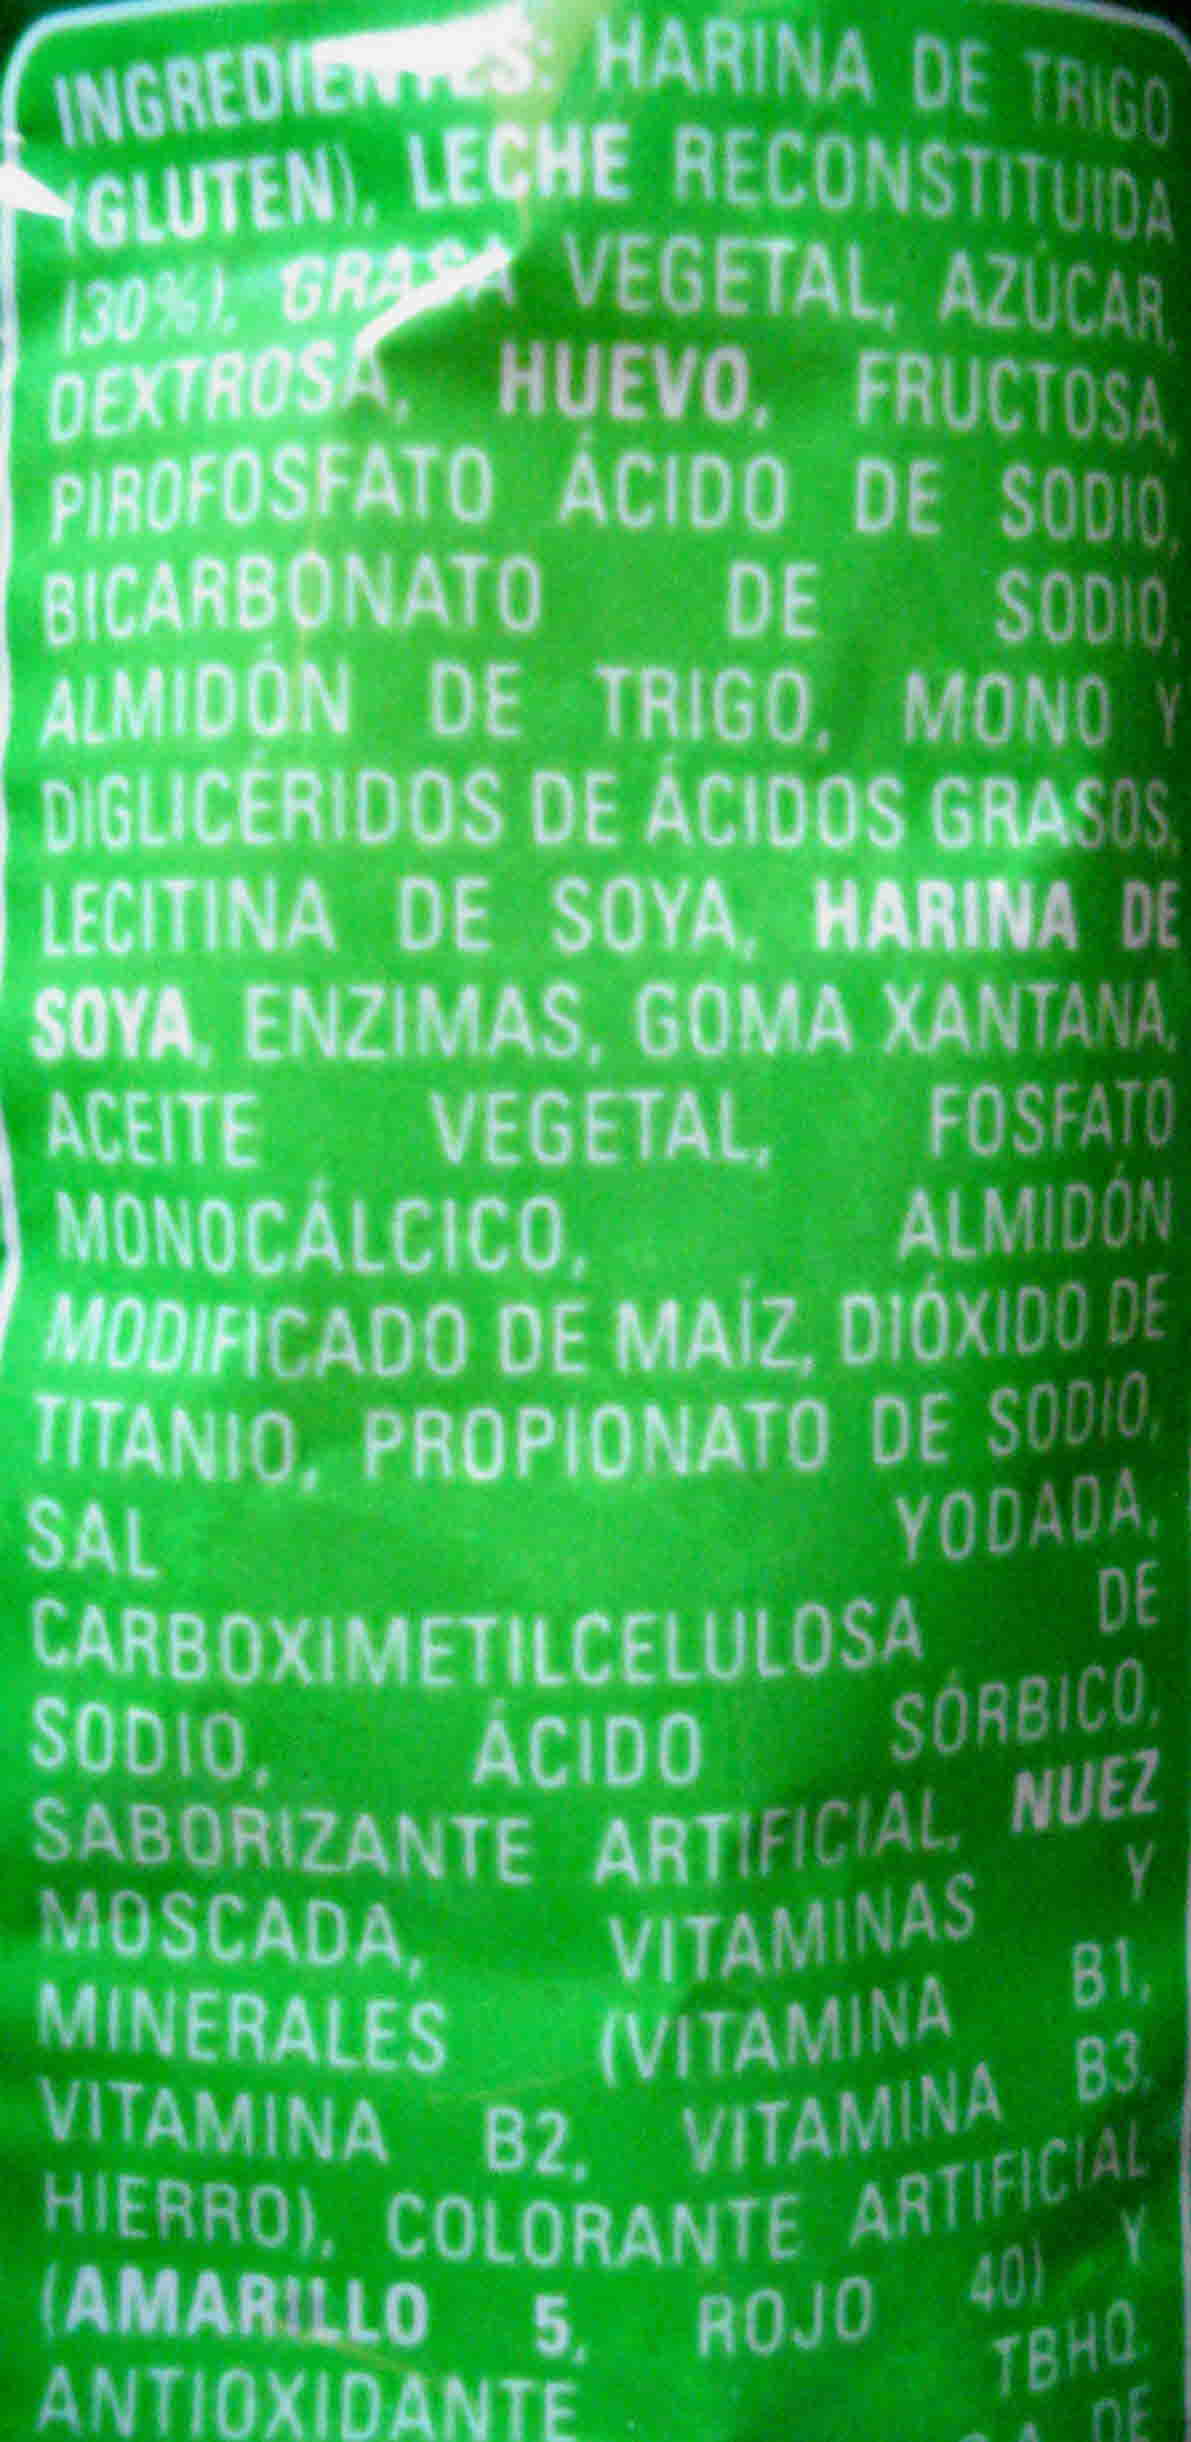 INGREDIENTES: HARINA DE TRIGO
(GLUTEN), LECHE RECONSTITUIDA
(30%), GRASA VEGETAL, AZÚCAR,
DEXTROSA, HUEVO, FRUCTOSA,
PIROFOSFATO ÁCIDO DE SODIO,
BICARBONATO DE SODIO,
ALMIDÓN DE TRIGO, MONO Y
DIGLICÉRIDOS DE ÁCIDOS GRASOS,
LECITINA DE SOYA, HARINA DE
SOYA, ENZIMAS, GOMA XANTANA,
ACEITE VEGETAL, FOSFATO
MONOCÁLCICO, ALMIDÓN
MODIFICADO DE MAÍZ, DIÓXIDO DE
TITANIO, PROPIONATO DE SODIO,
SAL YODADA,
CARBOXIMETILCELULOSA DE
SODIO, ÁCIDO SÓRBICO,
SABORIZANTE ARTIFICIAL, NUEZ
MOSCADA, VITAMINAS Y
MINERALES (VITAMINA B1,
VITAMINA B2, VITAMINA B3,
HIERRO), COLORANTE ARTIFICIAL
(AMARILLO 5, ROJO 40) Y
ANTIOXIDANTE TBHQ.
DE